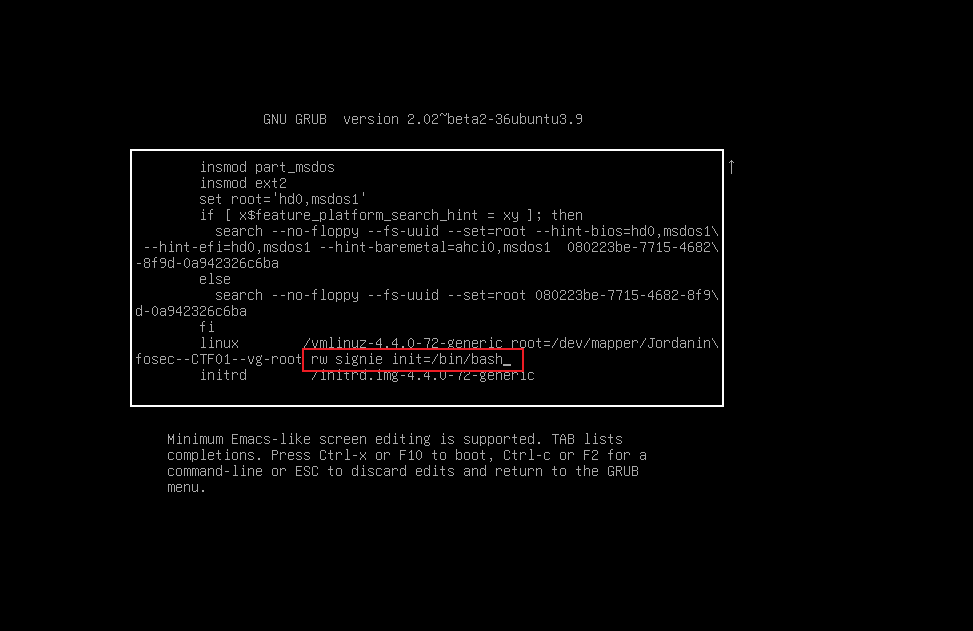 GNU GRUB  version 2.02~beta2-36ubuntu3.9
insmod part_msdos
insmod ext2
set root='hd0,msdos1'
if [ x$feature_platform_search_hint = xy ]; then
search --no-floppy --fs-uuid --set=root --hint-bios=hd0,msdos1\
--hint-efi=hd0,msdos1 --hint-baremetal=ahci0,msdos1  080223be-7715-4682\
-8f9d-0a942326c6ba
else
search --no-floppy --fs-uuid --set=root 080223be-7715-4682-8f9\
d-0a942326c6ba
fi
linux        /vmlinuz-4.4.0-72-generic root=/dev/mapper/Jordanin\
fosec--CTF01--vg-root rw signie init=/bin/bash_
initrd        /initrd.img-4.4.0-72-generic
Minimum Emacs-like screen editing is supported. TAB lists
completions. Press Ctrl-x or F10 to boot, Ctrl-c or F2 for a
command-line or ESC to discard edits and return to the GRUB
menu.